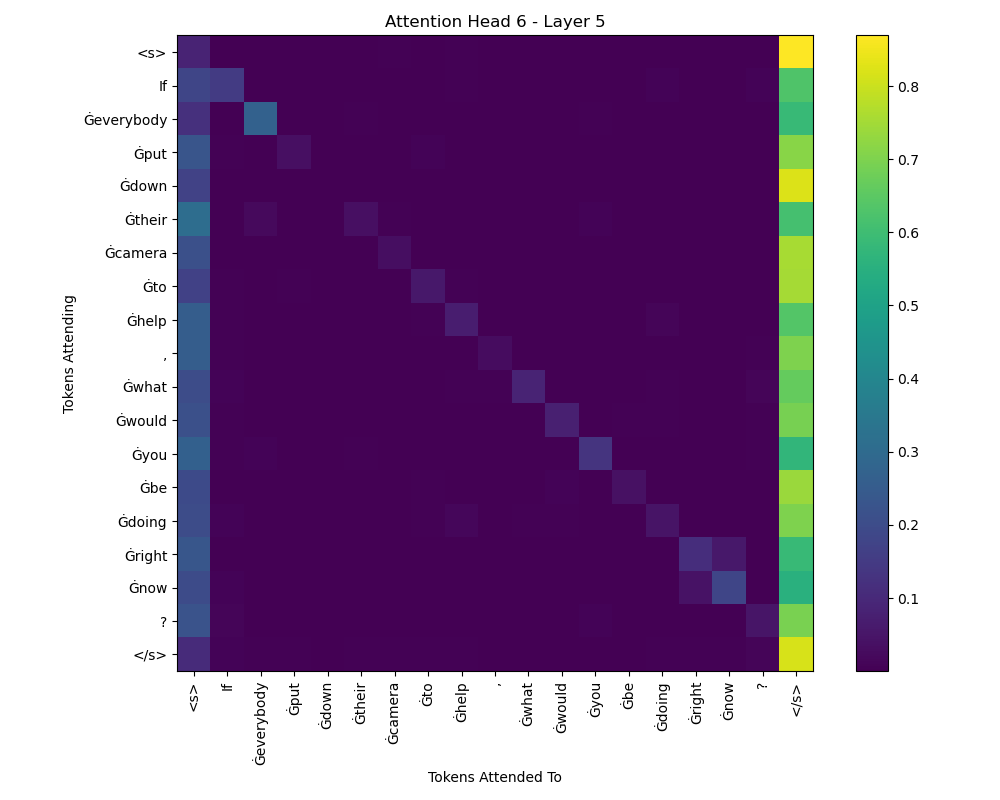 Attention Head 6 - Layer 5
Tokens Attending
<s>
If
Ġeverybody
Ġput
Ġdown
Ġtheir
Ġcamera
Ġto
Ġhelp
,
Ġwhat
Ġwould
Ġyou
Ġbe
Ġdoing
Ġright
Ġnow
?
</s>
<s>
If
Ġeverybody
Ġput
Ġdown
Ġtheir
Ġcamera
Ġto
Ġhelp
,
Ġwhat
Ġwould
Ġyou
Ġbe
Ġdoing
Ġright
Ġnow
?
</s>
Tokens Attended To
0.8
0.7
0.6
0.5
0.4
0.3
0.2
0.1